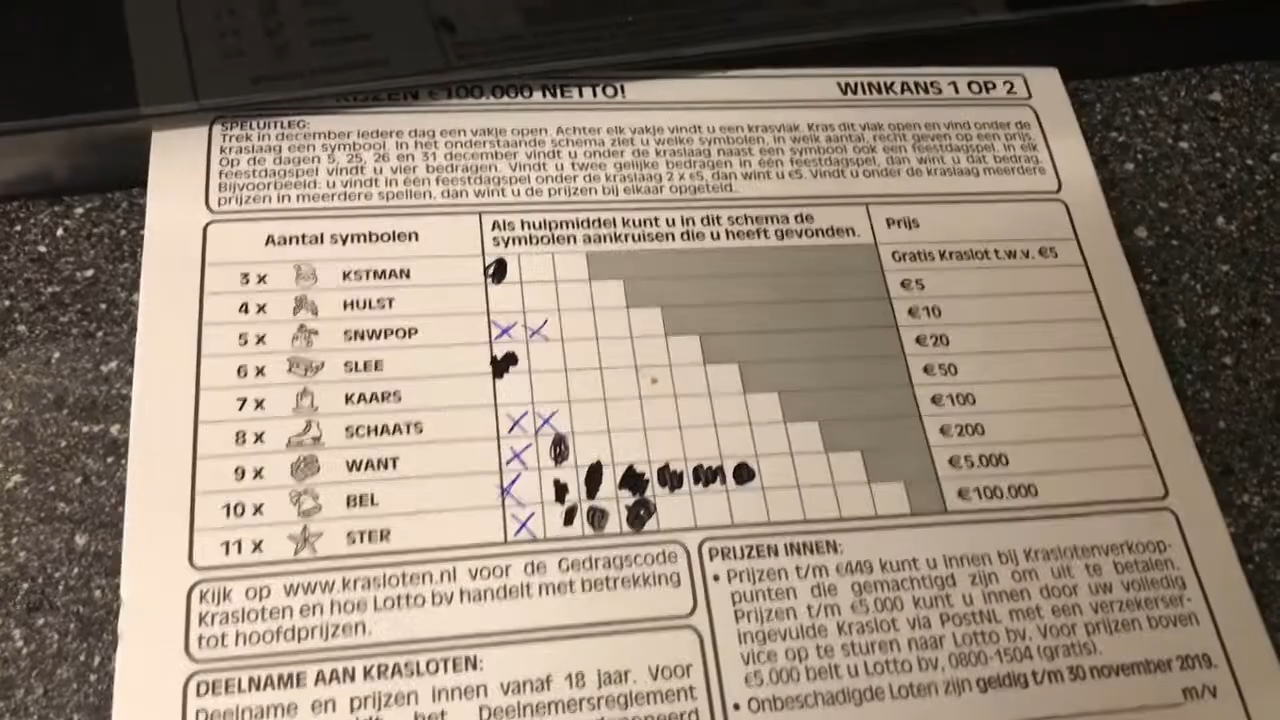 €100.000 NETTO!
WINKANS 1 OP 2
SPELUITLEG:
Trek in december iedere dag een vakje open. Achter elk vakje vindt u een krasvlak. Kras dit vlak open en vind onder de
kraslaag een symbool. In het onderstaande schema ziet u welke symbolen, in welk aantal, recht geven op een prijs.
Op de dagen 5, 25, 26 en 31 december vindt u onder de kraslaag naast een symbool ook een feestdagspel. In elk
feestdagspel vindt u vier bedragen. Vindt u twee gelijke bedragen in één feestdagspel, dan wint u dat bedrag.
Bijvoorbeeld: u vindt in één feestdagspel onder de kraslaag 2 x €5, dan wint u €5. Vindt u onder de kraslaag meerdere
prijzen in meerdere spellen, dan wint u de prijzen bij elkaar opgeteld.
Aantal symbolen
Als hulpmiddel kunt u in dit schema de
symbolen aankruisen die u heeft gevonden.
Prijs
3 x KSTMAN Gratis Kraslot t.w.v. €5
4 x HULST €5
5 x SNWPOP €10
6 x SLEE €20
7 x KAARS €50
8 x SCHAATS €100
9 x WANT €200
10 x BEL €5.000
11 x STER €100.000
Kijk op www.krasloten.nl voor de Gedragscode
Krasloten en hoe Lotto bv handelt met betrekking
tot hoofdprijzen.
DEELNAME AAN KRASLOTEN:
Deelname en prijzen innen vanaf 18 jaar. Voor
het Deelnemersreglement
PRIJZEN INNEN:
• Prijzen t/m €449 kunt u innen bij Kraslotenverkoop-
punten die gemachtigd zijn om uit te betalen.
Prijzen t/m €5.000 kunt u innen door uw volledig
ingevulde Kraslot via PostNL met een verzekerser-
vice op te sturen naar Lotto bv. Voor prijzen boven
€5.000 belt u Lotto bv, 0800-1504 (gratis).
• Onbeschadigde Loten zijn geldig t/m 30 november 2019.
m/v